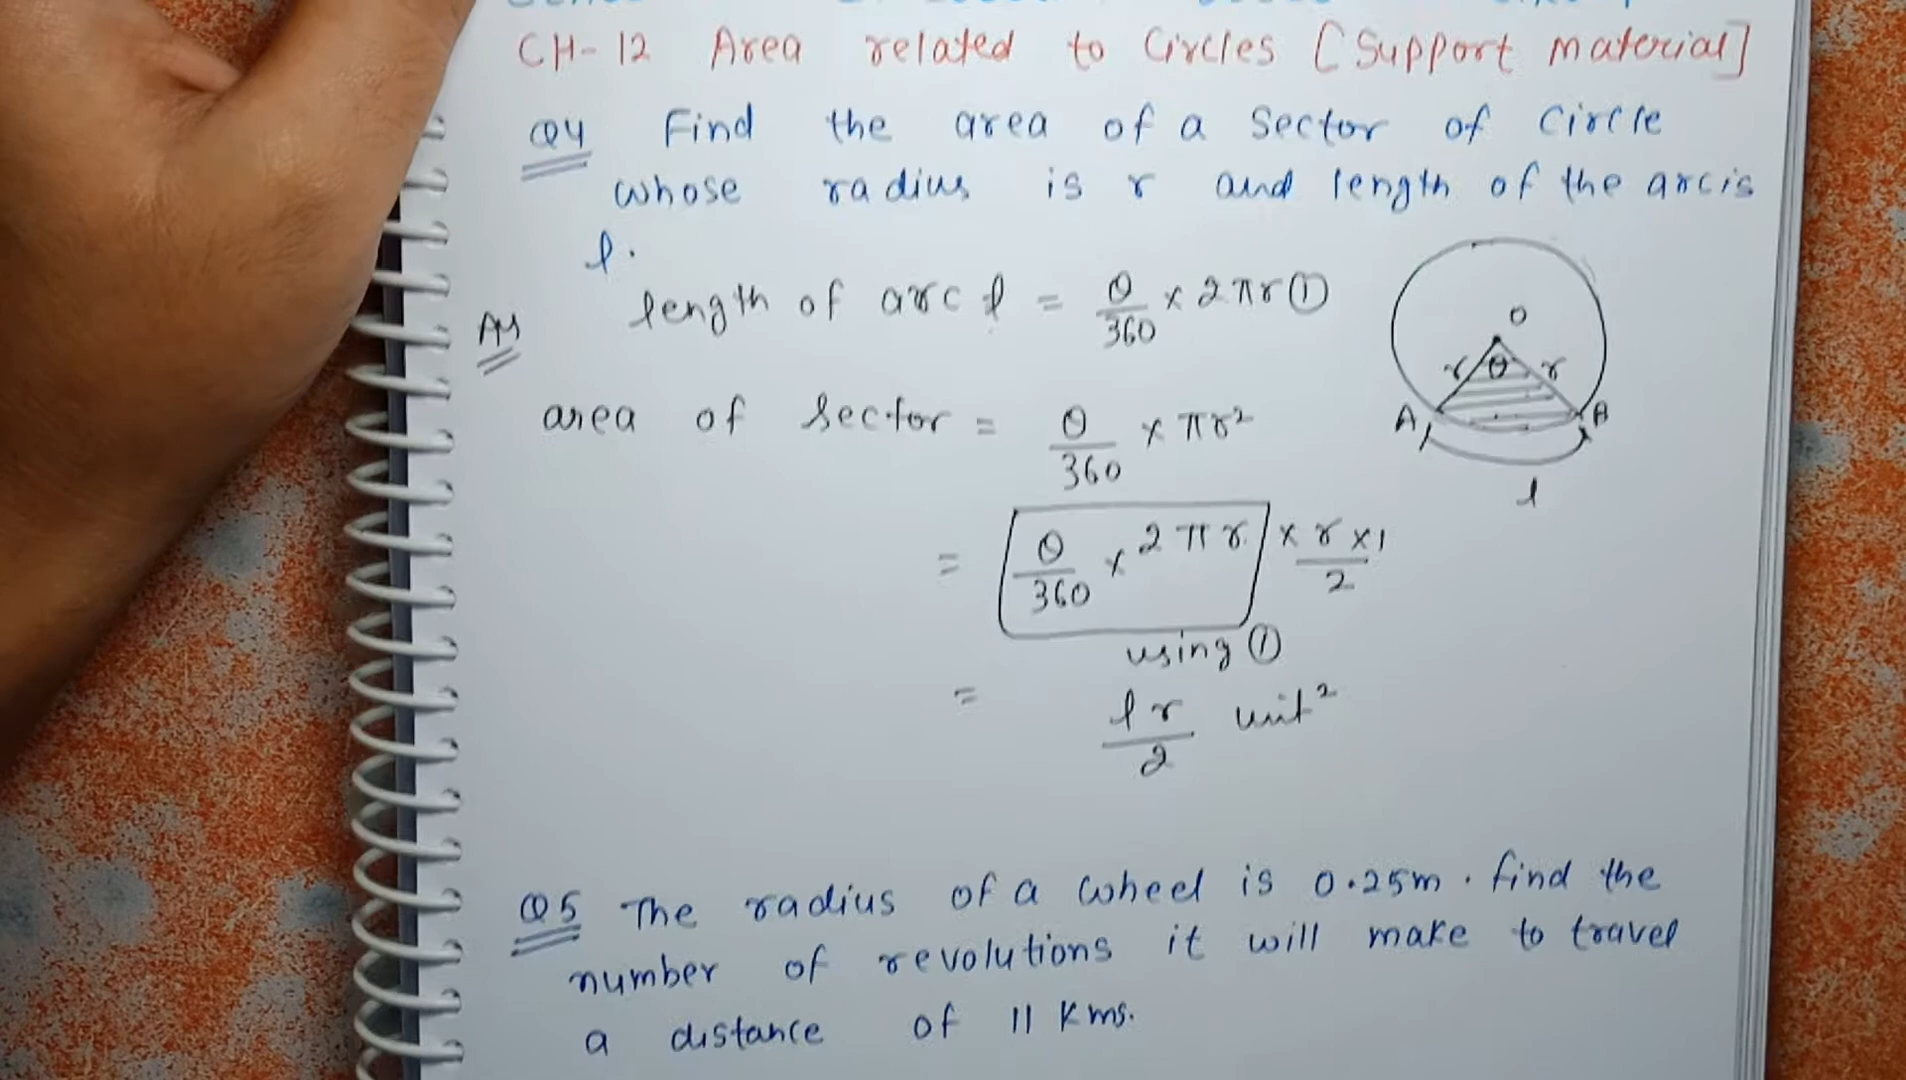 CH-12 Area related to Circles [Support material]
Q4 Find the area of a Sector of Circle
whose radius is r and length of the arc is
l.
Ans length of arc l = θ/360 × 2πr ①
area of sector = θ/360 × πr²
= θ/360 × 2πr × r×1/2
using ①
= lr/2 unit²
O
r θ r
A B
l
Q5 The radius of a wheel is 0.25m. find the
number of revolutions it will make to travel
a distance of 11 Kms.